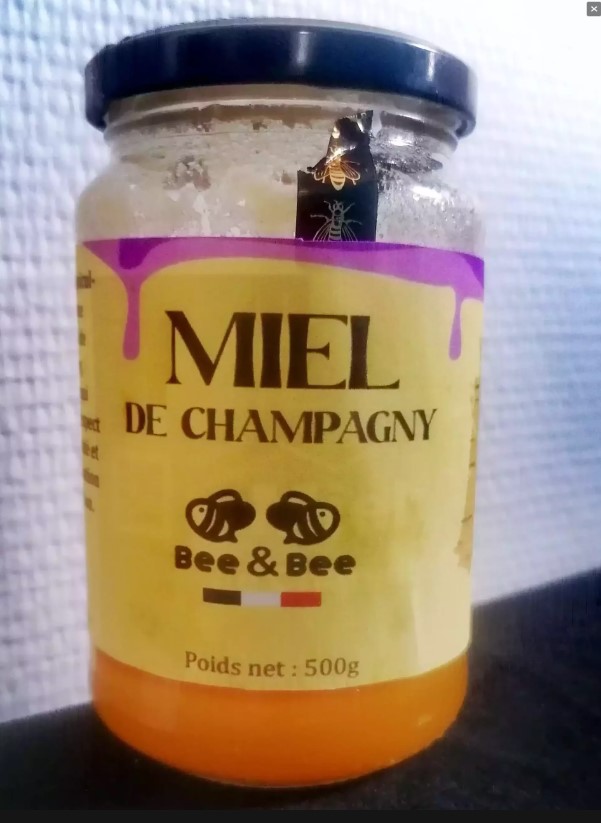 MIEL
DE CHAMPAGNY
Bee & Bee
Poids net : 500g